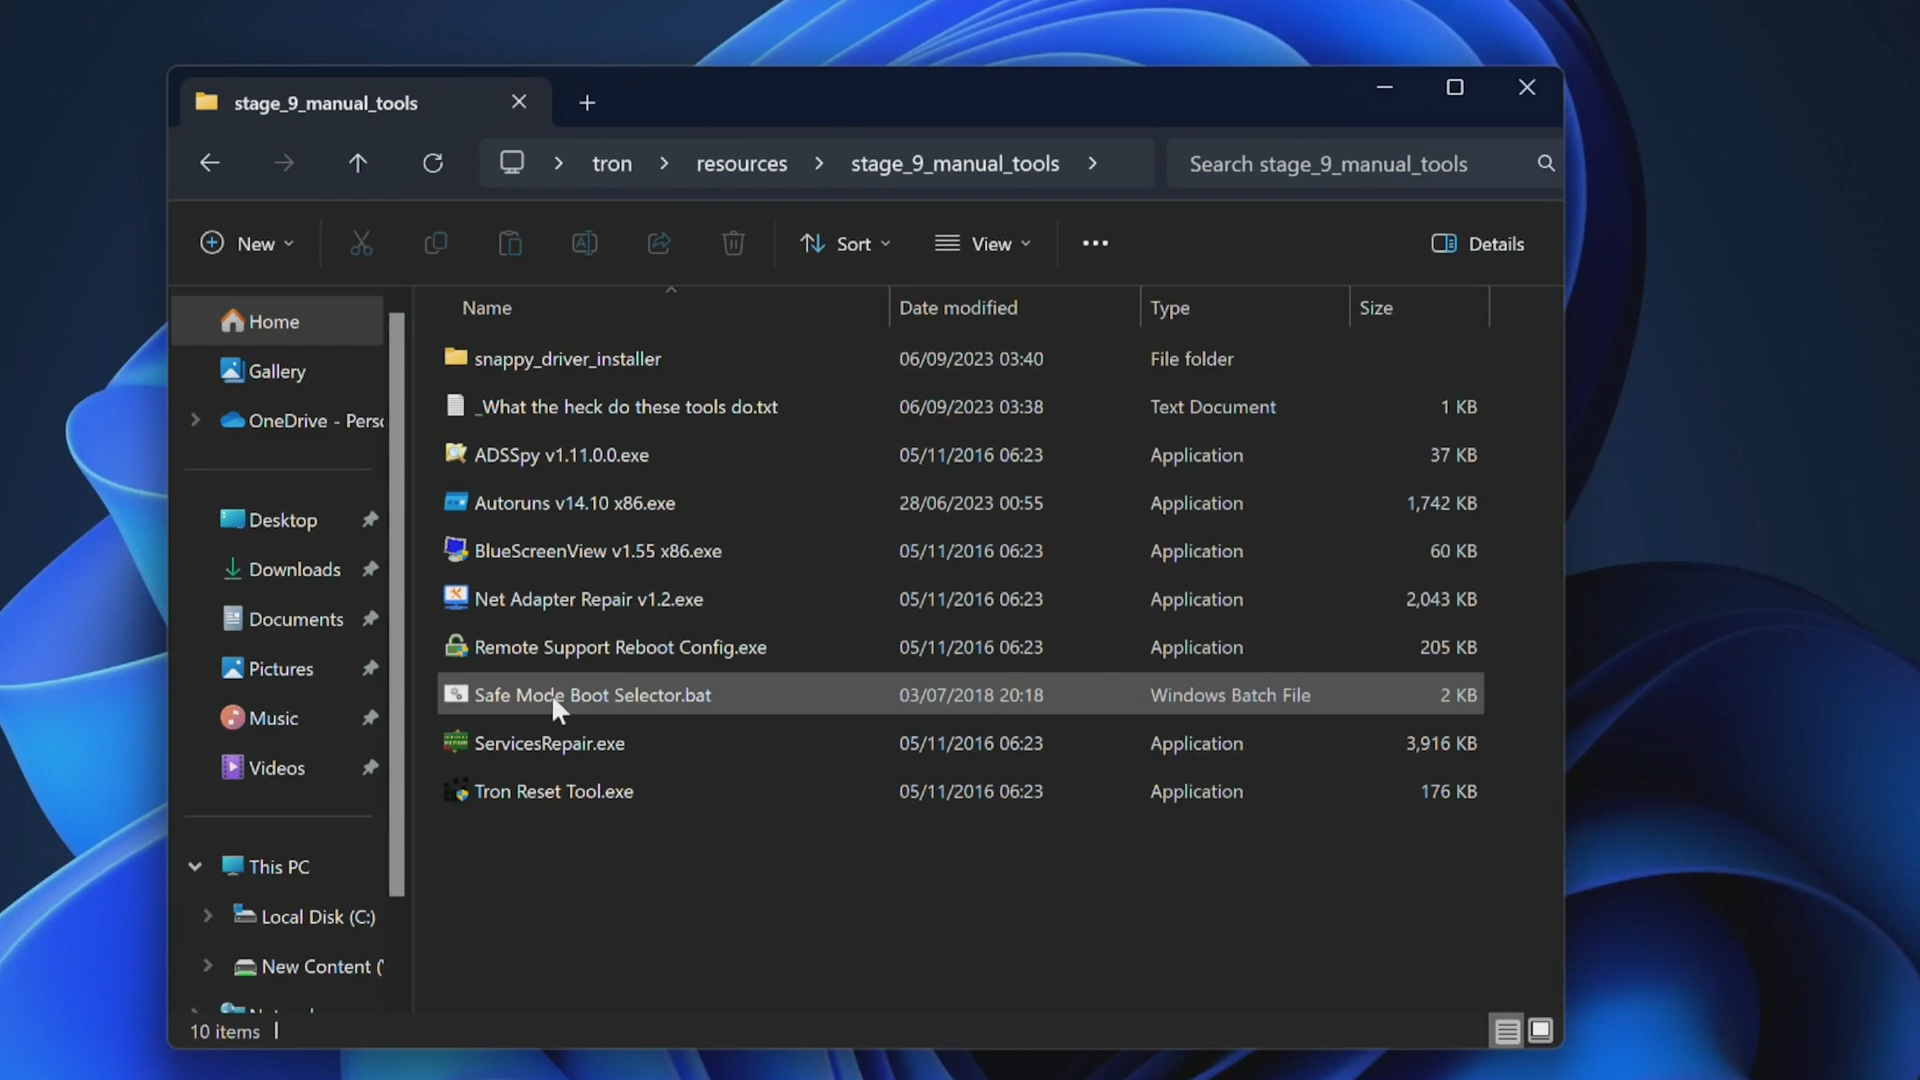 stage_9_manual_tools
tron
resources
stage_9_manual_tools
Search stage_9_manual_tools
New
Sort
View
Details
Name
Date modified
Type
Size
Home
Gallery
OneDrive - Perso
Desktop
Downloads
Documents
Pictures
Music
Videos
This PC
Local Disk (C:)
New Content (
snappy_driver_installer 06/09/2023 03:40 File folder
_What the heck do these tools do.txt 06/09/2023 03:38 Text Document 1 KB
ADSSpy v1.11.0.0.exe 05/11/2016 06:23 Application 37 KB
Autoruns v14.10 x86.exe 28/06/2023 00:55 Application 1,742 KB
BlueScreenView v1.55 x86.exe 05/11/2016 06:23 Application 60 KB
Net Adapter Repair v1.2.exe 05/11/2016 06:23 Application 2,043 KB
Remote Support Reboot Config.exe 05/11/2016 06:23 Application 205 KB
Safe Mode Boot Selector.bat 03/07/2018 20:18 Windows Batch File 2 KB
ServicesRepair.exe 05/11/2016 06:23 Application 3,916 KB
Tron Reset Tool.exe 05/11/2016 06:23 Application 176 KB
10 items